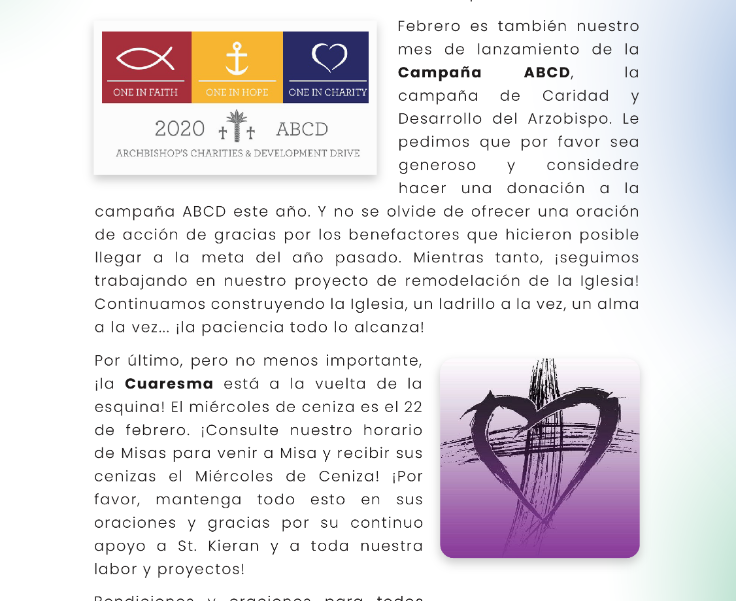 ONE IN FAITH
ONE IN HOPE
ONE IN CHARITY
2020 ABCD
ARCHBISHOP'S CHARITIES & DEVELOPMENT DRIVE
Febrero es también nuestro
mes de lanzamiento de la
Campaña ABCD, la
campaña de Caridad y
Desarrollo del Arzobispo. Le
pedimos que por favor sea
generoso y considedre
hacer una donación a la
campaña ABCD este año. Y no se olvide de ofrecer una oración
de acción de gracias por los benefactores que hicieron posible
llegar a la meta del año pasado. Mientras tanto, ¡seguimos
trabajando en nuestro proyecto de remodelación de la Iglesia!
Continuamos construyendo la Iglesia, un ladrillo a la vez, un alma
a la vez... ¡la paciencia todo lo alcanza!
Por último, pero no menos importante,
¡la Cuaresma está a la vuelta de la
esquina! El miércoles de ceniza es el 22
de febrero. ¡Consulte nuestro horario
de Misas para venir a Misa y recibir sus
cenizas el Miércoles de Ceniza! ¡Por
favor, mantenga todo esto en sus
oraciones y gracias por su continuo
apoyo a St. Kieran y a toda nuestra
labor y proyectos!